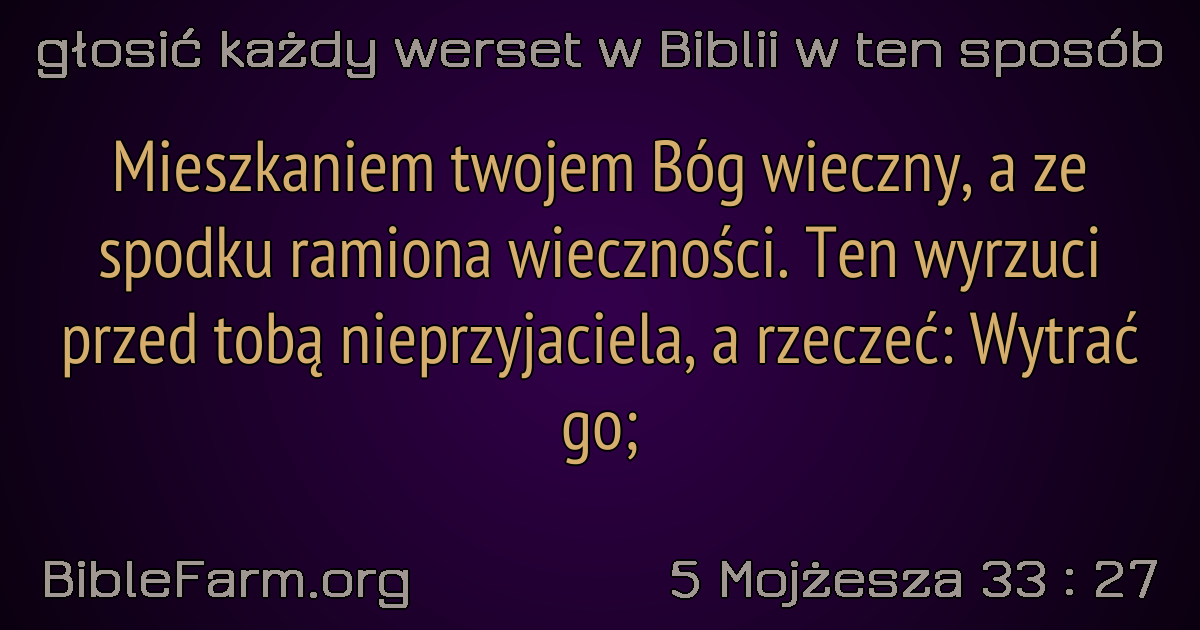 głosić każdy werset w Biblii w ten sposób
Mieszkaniem twojem Bóg wieczny, a ze
spodku ramiona wieczności. Ten wyrzuci
przed tobą nieprzyjaciela, a rzeczeć: Wytrać
go;
BibleFarm.org
5 Mojżesza 33 : 27